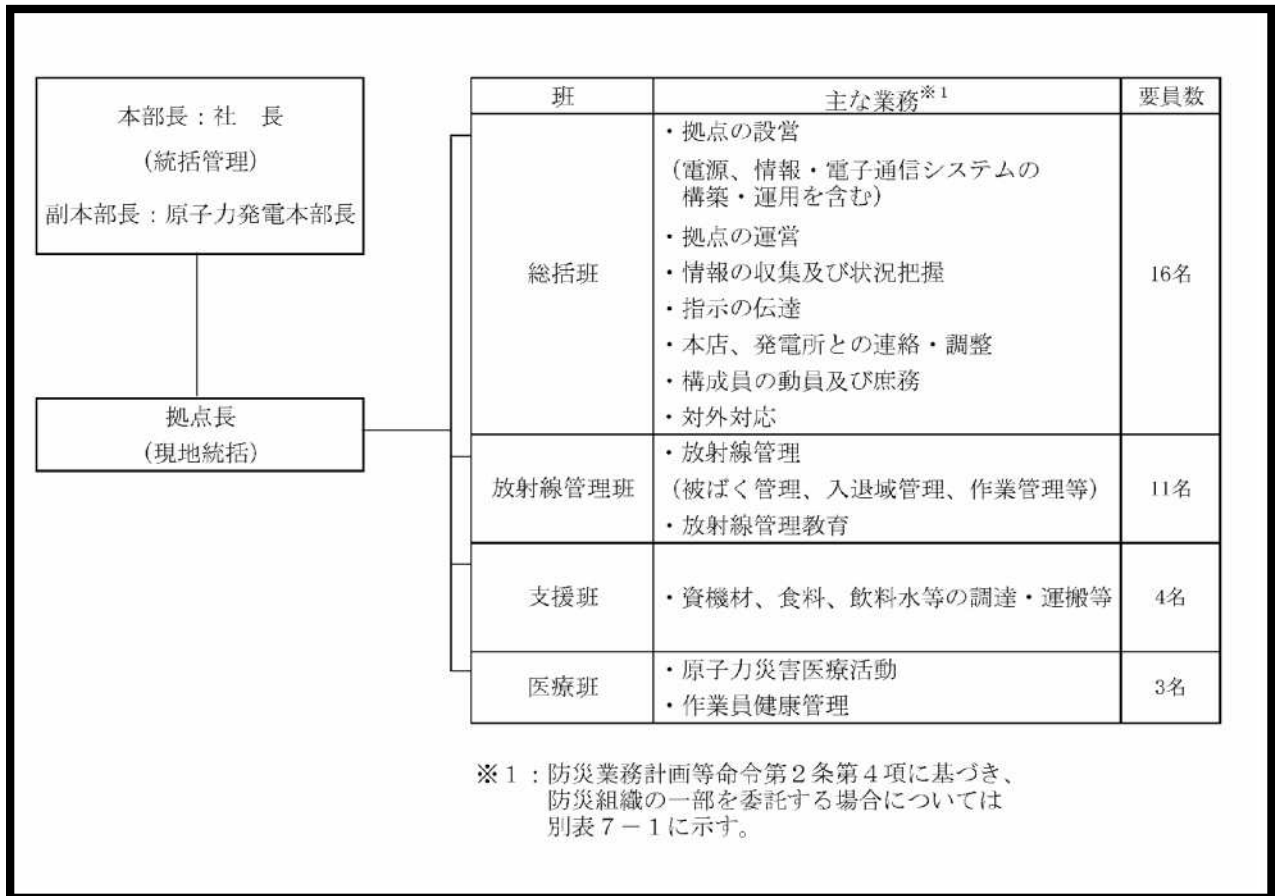 本部長：社　長
(統括管理)
副本部長：原子力発電本部長
拠点長
(現地統括)
班
主な業務※1
要員数
総括班
・拠点の設営
(電源、情報・電子通信システムの
構築・運用を含む)
・拠点の運営
・情報の収集及び状況把握
・指示の伝達
・本店、発電所との連絡・調整
・構成員の動員及び庶務
・対外対応
16名
放射線管理班
・放射線管理
(被ばく管理、入退域管理、作業管理等)
・放射線管理教育
11名
支援班
・資機材、食料、飲料水等の調達・運搬等
4名
医療班
・原子力災害医療活動
・作業員健康管理
3名
※１：防災業務計画等命令第２条第４項に基づき、
防災組織の一部を委託する場合については
別表７－１に示す。